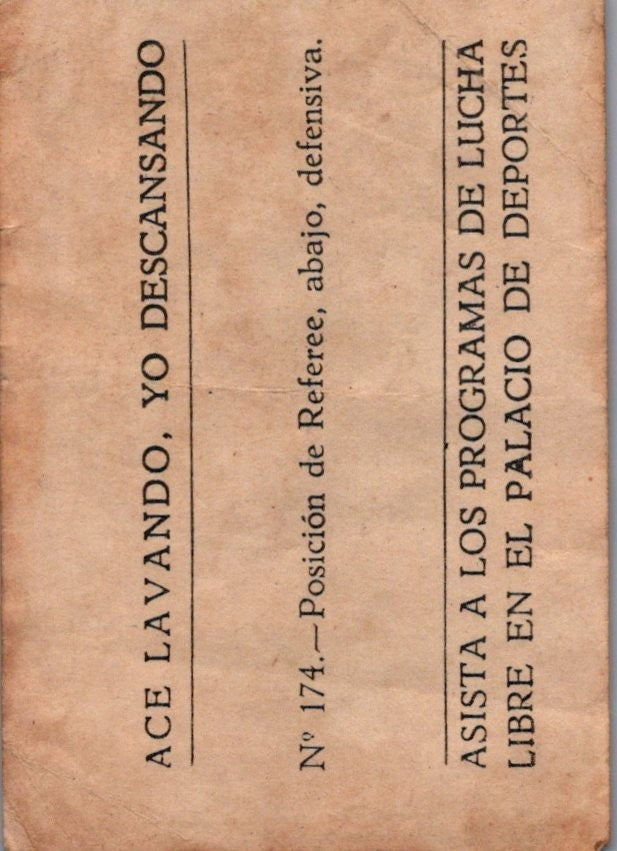 ACE LAVANDO, YO DESCANSANDO
Nº 174.—Posición de Referee, abajo, defensiva.
ASISTA A LOS PROGRAMAS DE LUCHA
LIBRE EN EL PALACIO DE DEPORTES